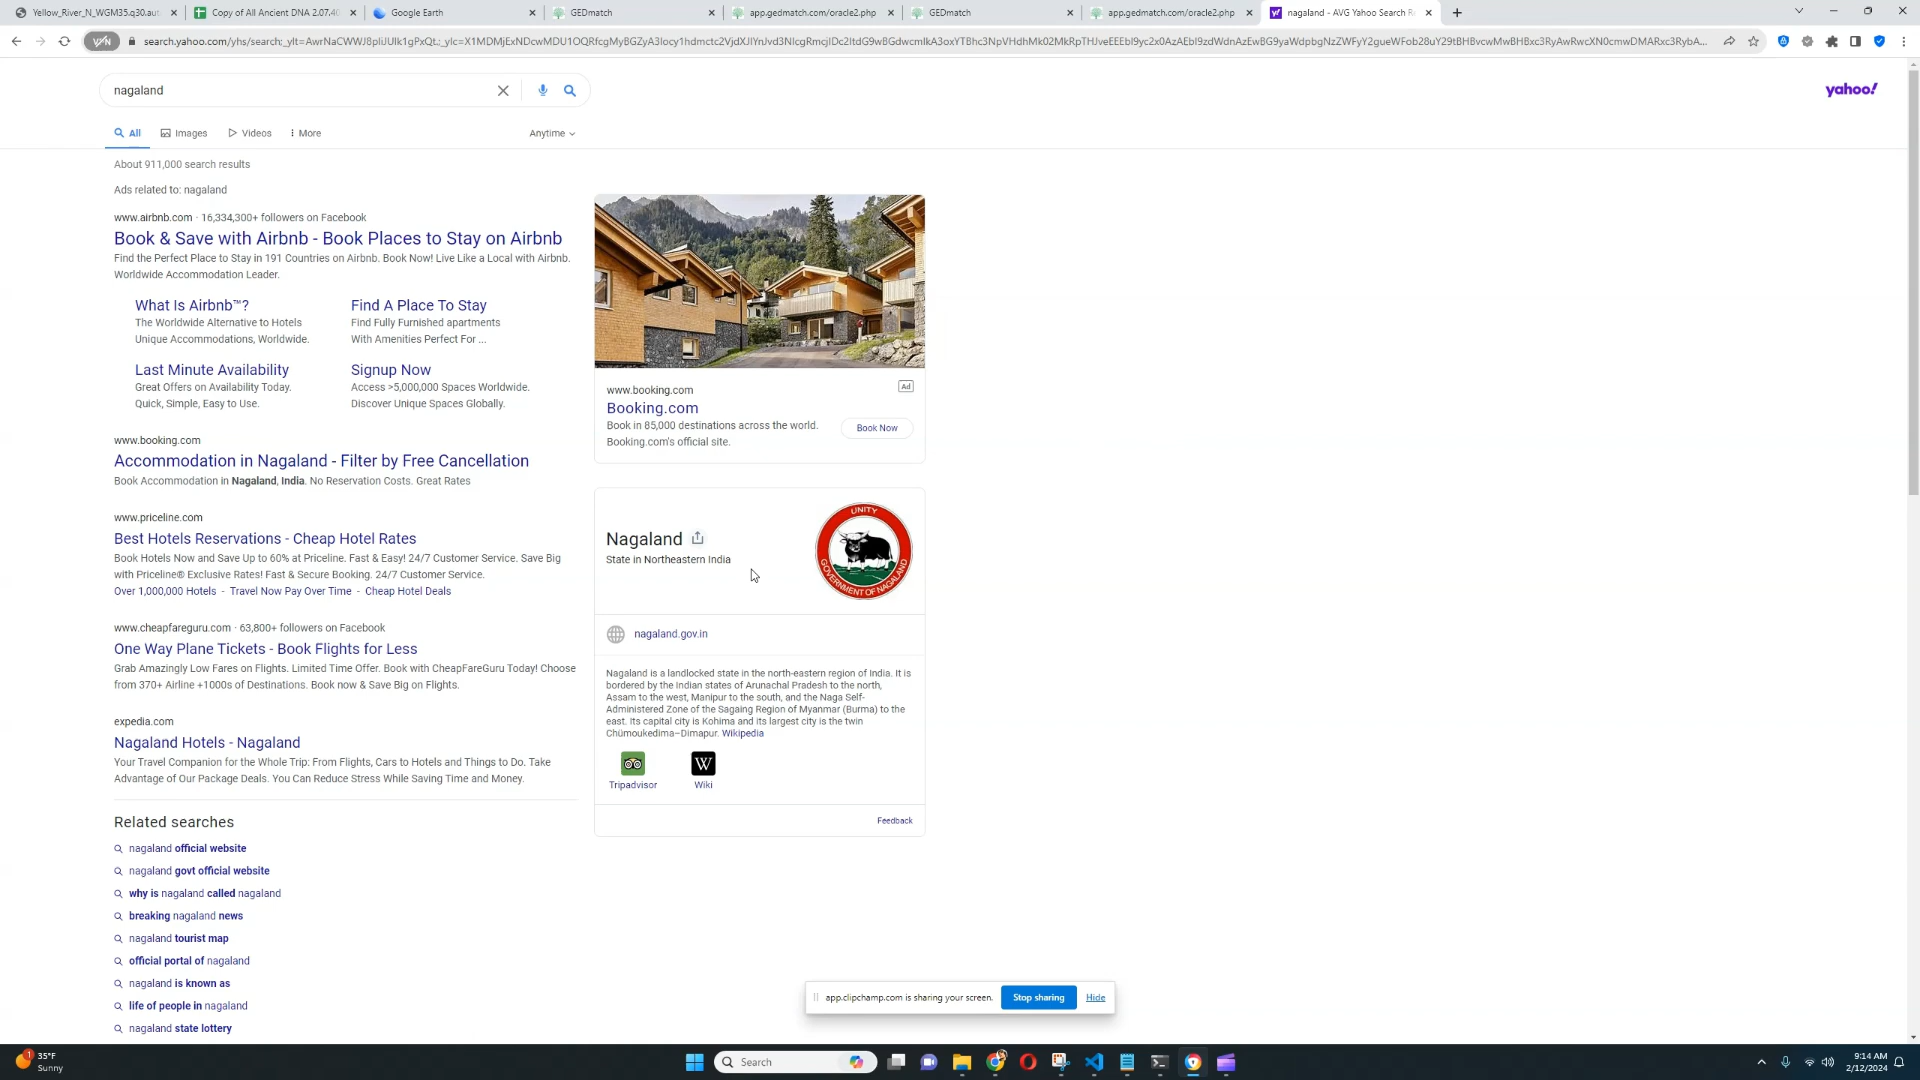 Yellow_River_N_WGM35.q30.aut
Copy of All Ancient DNA 2.07.40
Google Earth
GEDmatch
app.gedmatch.com/oracle2.php
GEDmatch
app.gedmatch.com/oracle2.php
nagaland - AVG Yahoo Search R
VPN
nagaland
yahoo!
All
Images
Videos
More
Anytime
About 911,000 search results
Ads related to: nagaland
www.airbnb.com · 16,334,300+ followers on Facebook
Book & Save with Airbnb - Book Places to Stay on Airbnb
Find the Perfect Place to Stay in 191 Countries on Airbnb. Book Now! Live Like a Local with Airbnb.
Worldwide Accommodation Leader.
What Is Airbnb™?
The Worldwide Alternative to Hotels
Unique Accommodations, Worldwide.
Find A Place To Stay
Find Fully Furnished apartments
With Amenities Perfect For ...
Last Minute Availability
Great Offers on Availability Today.
Quick, Simple, Easy to Use.
Signup Now
Access >5,000,000 Spaces Worldwide.
Discover Unique Spaces Globally.
www.booking.com
Accommodation in Nagaland - Filter by Free Cancellation
Book Accommodation in Nagaland, India. No Reservation Costs. Great Rates
www.priceline.com
Best Hotels Reservations - Cheap Hotel Rates
Book Hotels Now and Save Up to 60% at Priceline. Fast & Easy! 24/7 Customer Service. Save Big
with Priceline® Exclusive Rates! Fast & Secure Booking. 24/7 Customer Service.
Over 1,000,000 Hotels - Travel Now Pay Over Time - Cheap Hotel Deals
www.cheapfareguru.com · 63,800+ followers on Facebook
One Way Plane Tickets - Book Flights for Less
Grab Amazingly Low Fares on Flights. Limited Time Offer. Book with CheapFareGuru Today! Choose
from 370+ Airline +1000s of Destinations. Book now & Save Big on Flights.
expedia.com
Nagaland Hotels - Nagaland
Your Travel Companion for the Whole Trip: From Flights, Cars to Hotels and Things to Do. Take
Advantage of Our Package Deals. You Can Reduce Stress While Saving Time and Money.
Related searches
nagaland official website
nagaland govt official website
why is nagaland called nagaland
breaking nagaland news
nagaland tourist map
official portal of nagaland
nagaland is known as
life of people in nagaland
nagaland state lottery
www.booking.com
Ad
Booking.com
Book in 85,000 destinations across the world.
Booking.com's official site.
Book Now
Nagaland
State in Northeastern India
UNITY
GOVERNMENT OF NAGALAND
nagaland.gov.in
Nagaland is a landlocked state in the north-eastern region of India. It is
bordered by the Indian states of Arunachal Pradesh to the north,
Assam to the west, Manipur to the south, and the Naga Self-
Administered Zone of the Sagaing Region of Myanmar (Burma) to the
east. Its capital city is Kohima and its largest city is the twin
Chümoukedima–Dimapur. Wikipedia
Tripadvisor
W
Wiki
Feedback
app.clipchamp.com is sharing your screen.
Stop sharing
Hide
1
35°F
Sunny
Search
9:14 AM
2/12/2024